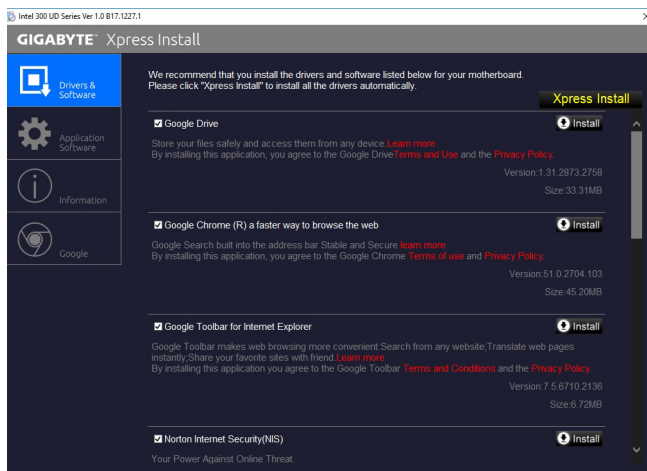 Intel 300 UD Series Ver 1.0 B17.1227.1
GIGABYTE™ Xpress Install
Drivers & Software
We recommend that you install the drivers and software listed below for your motherboard.
Please click "Xpress Install" to install all the drivers automatically.
Xpress Install
Application Software
Information
Google
Google Drive
Install
Store your files safely and access them from any device.Learn more
By installing this application, you agree to the Google DriveTerms and Use and the Privacy Policy.
Version:1.31.2873.2758
Size:33.31MB
Google Chrome (R) a faster way to browse the web
Install
Google Search built into the address bar Stable and Secure learn more
By installing this application, you agree to the Google Chrome Terms of use and Privacy Policy.
Version:51.0.2704.103
Size:45.20MB
Google Toolbar for Internet Explorer
Install
Google Toolbar makes web browsing more convenient:Search from any website;Translate web pages
instantly;Share your favorite sites with friend.Learn more
By installing this application you agree to the Google Toolbar Terms and Conditions and the Privacy Policy.
Version:7.5.6710.2136
Size:6.72MB
Norton Internet Security(NIS)
Install
Your Power Against Online Threat.